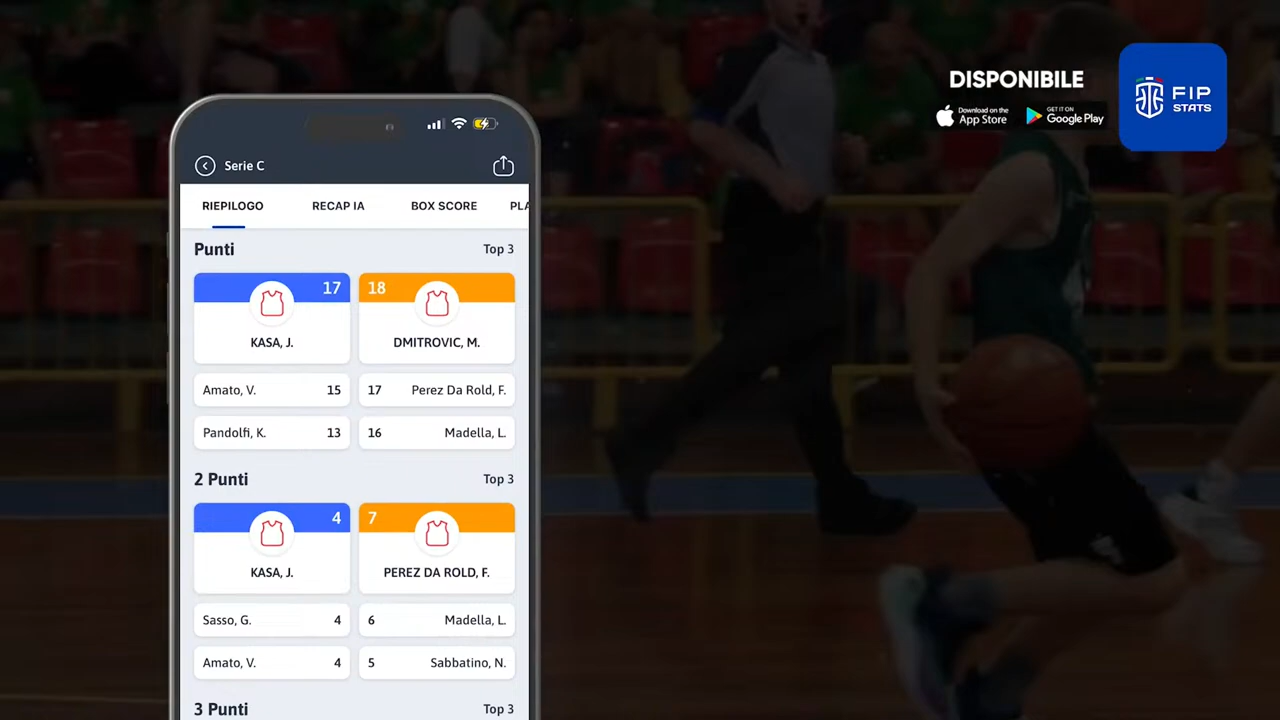 DISPONIBILE
Download on the
App Store
GET IT ON
Google Play
FIP
STATS
Serie C
RIEPILOGO
RECAP IA
BOX SCORE
PLA
Punti
Top 3
17
18
KASA, J.
DMITROVIC, M.
Amato, V. 15
17 Perez Da Rold, F.
Pandolfi, K. 13
16 Madella, L.
2 Punti
Top 3
4
7
KASA, J.
PEREZ DA ROLD, F.
Sasso, G. 4
6 Madella, L.
Amato, V. 4
5 Sabbatino, N.
3 Punti
Top 3